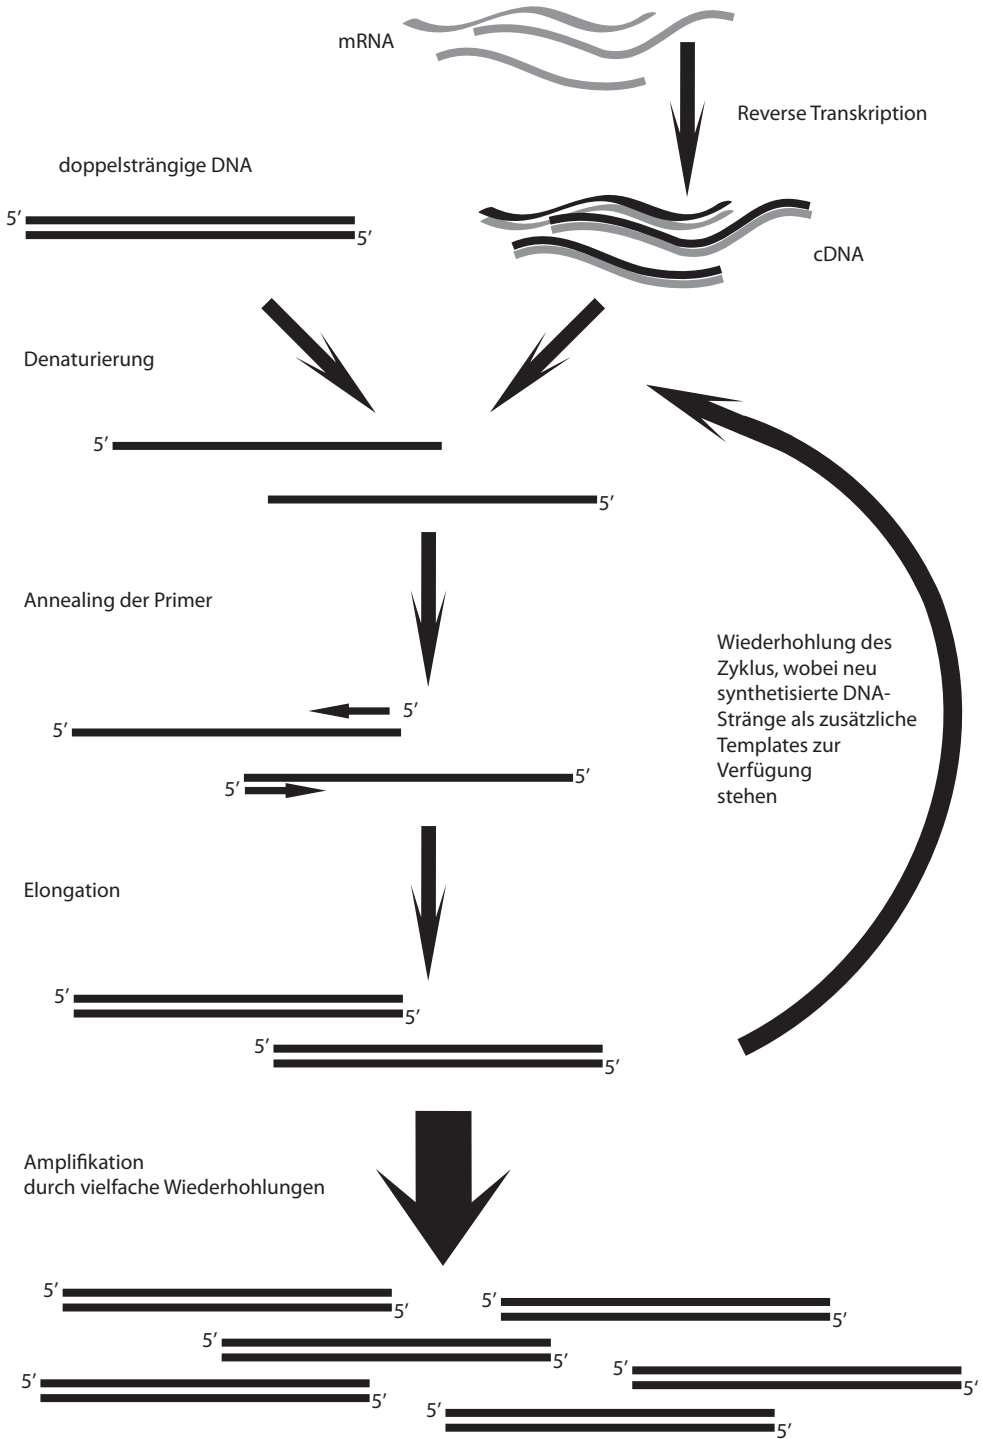 mRNA
Reverse Transkription
doppelsträngige DNA
5’
5’
cDNA
Denaturierung
5’
5’
Annealing der Primer
Wiederhohlung des
Zyklus, wobei neu
synthetisierte DNA-
Stränge als zusätzliche
Templates zur
Verfügung
stehen
5’
5’
5’
5’
Elongation
5’
5’
5’
5’
Amplifikation
durch vielfache Wiederhohlungen
5’
5’
5’
5’
5’
5’
5’
5’
5’
5’
5’
5’